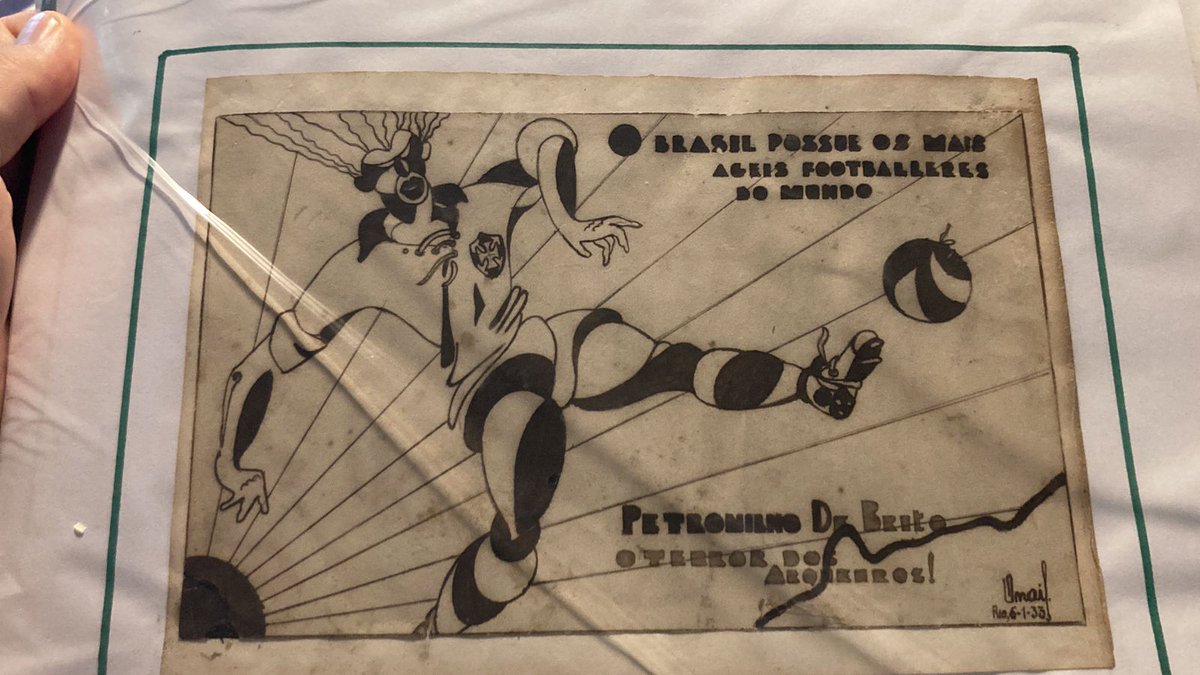 O BRASIL POSSUE OS MAIS
AGEIS FOOTBALLERES
DO MUNDO
PETRONILHO DE BRITO
O TERROR DOS
ARQUEIROS!
Rio, 6-1-33